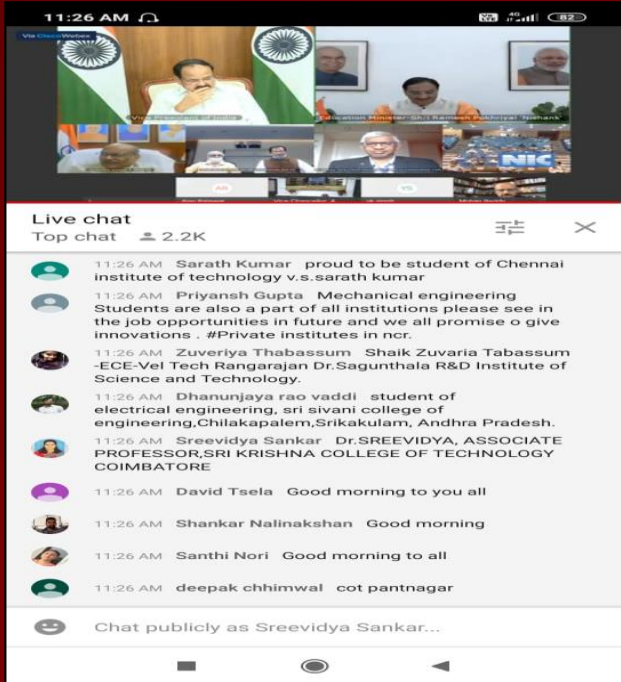 11:26 AM
4G
82
Via Cisco Webex
Vice President of India
Education Minister-Shri Ramesh Pokhriyal 'Nishank'
NIC
AR
YS
Live chat
Top chat 2.2K
11:26 AM Sarath Kumar proud to be student of Chennai
institute of technology v.s.sarath kumar
11:26 AM Priyansh Gupta Mechanical engineering
Students are also a part of all institutions please see in
the job opportunities in future and we all promise o give
innovations . #Private institutes in ncr.
11:26 AM Zuveriya Thabassum Shaik Zuvaria Tabassum
-ECE-Vel Tech Rangarajan Dr.Sagunthala R&D Institute of
Science and Technology.
11:26 AM Dhanunjaya rao vaddi student of
electrical engineering, sri sivani college of
engineering,Chilakapalem,Srikakulam, Andhra Pradesh.
11:26 AM Sreevidya Sankar Dr.SREEVIDYA, ASSOCIATE
PROFESSOR,SRI KRISHNA COLLEGE OF TECHNOLOGY
COIMBATORE
11:26 AM David Tsela Good morning to you all
11:26 AM Shankar Nalinakshan Good morning
11:26 AM Santhi Nori Good morning to all
11:26 AM deepak chhimwal cot pantnagar
Chat publicly as Sreevidya Sankar...